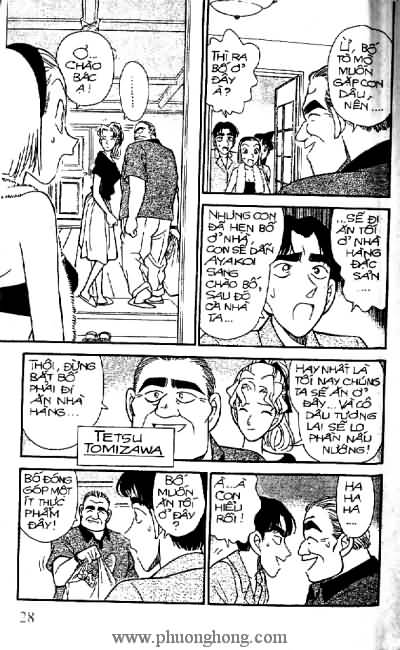 Ơ...
CHÀO
BÁC
Ạ!
........
THÌ RA
BỐ Ở
ĐÂY
À?
Ừ, BỐ
TÒ MÒ
MUỐN
GẶP CON
DÂU,
NÊN....
NHƯNG CON
ĐÃ HẸN BỐ
Ở NHÀ,
CON SẼ DẪN
AYAKO
SANG
CHÀO BỐ,
SAU ĐÓ
CẢ NHÀ
TA...
...SẼ ĐI
ĂN TỐI
Ở NHÀ
HÀNG
ĐẶC
SẢN
....
THÔI, ĐỪNG
BẮT BỐ
PHẢI ĐI
ĂN NHÀ
HÀNG...
TETSU
TOMIZAWA
HAY NHẤT LÀ
TỐI NAY CHÚNG
TA SẼ ĂN Ở
ĐÂY ...VÀ CÔ
DÂU TƯƠNG
LAI SẼ LO
PHẦN NẤU
NƯỚNG!
BỐ ĐÓNG
GÓP MỘT
ÍT THỰC
PHẨM
ĐÂY!
BỐ
MUỐN
ĂN TỐI
Ở ĐÂY
?
À...À
CON
HIỂU
RỒI!
HA
HA
HA
....
28
www.phuonghong.com